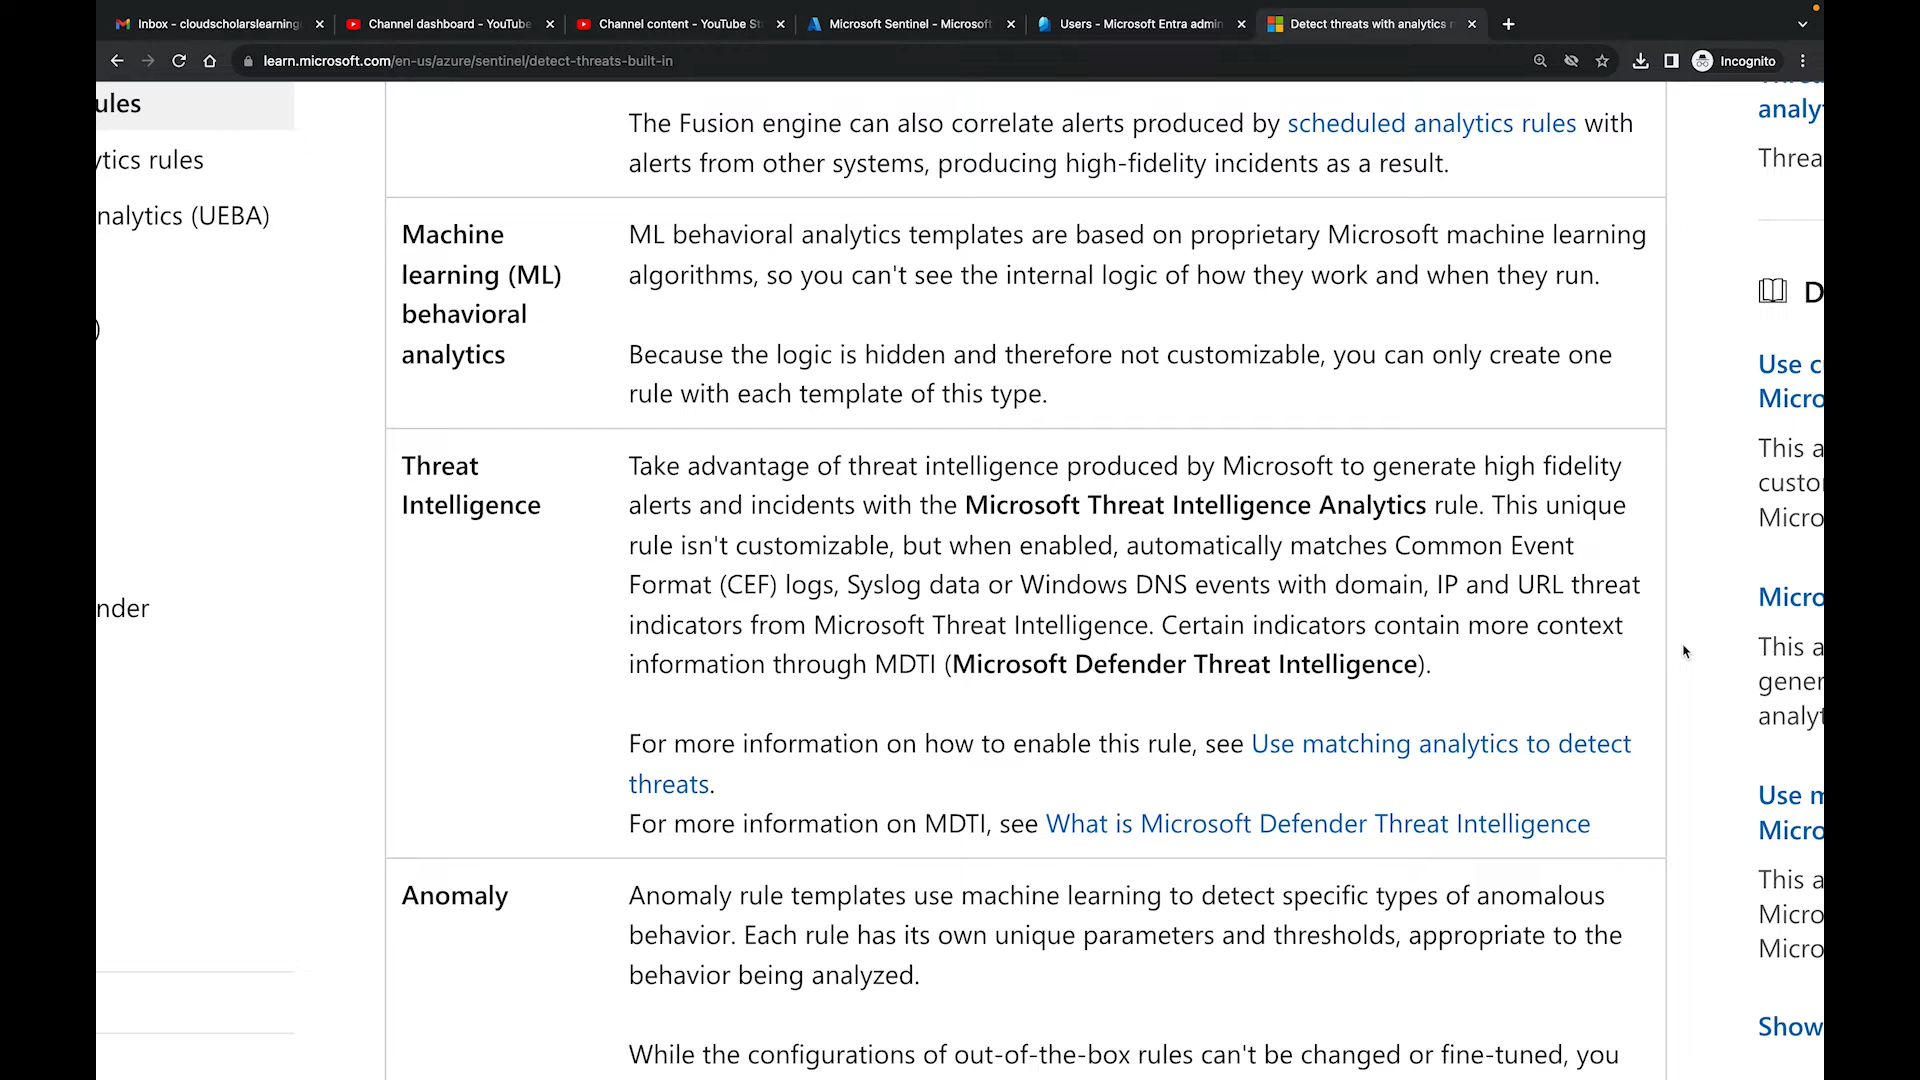 Inbox - cloudscholarslearning
Channel dashboard - YouTube
Channel content - YouTube St
Microsoft Sentinel - Microsoft
Users - Microsoft Entra admin
Detect threats with analytics r
learn.microsoft.com/en-us/azure/sentinel/detect-threats-built-in
Incognito
ules
ytics rules
nalytics (UEBA)
)
nder
The Fusion engine can also correlate alerts produced by scheduled analytics rules with
alerts from other systems, producing high-fidelity incidents as a result.
Machine
learning (ML)
behavioral
analytics
ML behavioral analytics templates are based on proprietary Microsoft machine learning
algorithms, so you can't see the internal logic of how they work and when they run.
Because the logic is hidden and therefore not customizable, you can only create one
rule with each template of this type.
Threat
Intelligence
Take advantage of threat intelligence produced by Microsoft to generate high fidelity
alerts and incidents with the Microsoft Threat Intelligence Analytics rule. This unique
rule isn't customizable, but when enabled, automatically matches Common Event
Format (CEF) logs, Syslog data or Windows DNS events with domain, IP and URL threat
indicators from Microsoft Threat Intelligence. Certain indicators contain more context
information through MDTI (Microsoft Defender Threat Intelligence).
For more information on how to enable this rule, see Use matching analytics to detect
threats.
For more information on MDTI, see What is Microsoft Defender Threat Intelligence
Anomaly
Anomaly rule templates use machine learning to detect specific types of anomalous
behavior. Each rule has its own unique parameters and thresholds, appropriate to the
behavior being analyzed.
While the configurations of out-of-the-box rules can't be changed or fine-tuned, you
analyt
Threa
D
Use c
Micro
This a
custo
Micro
Micro
This a
gener
analyt
Use m
Micro
This a
Micro
Micro
Show